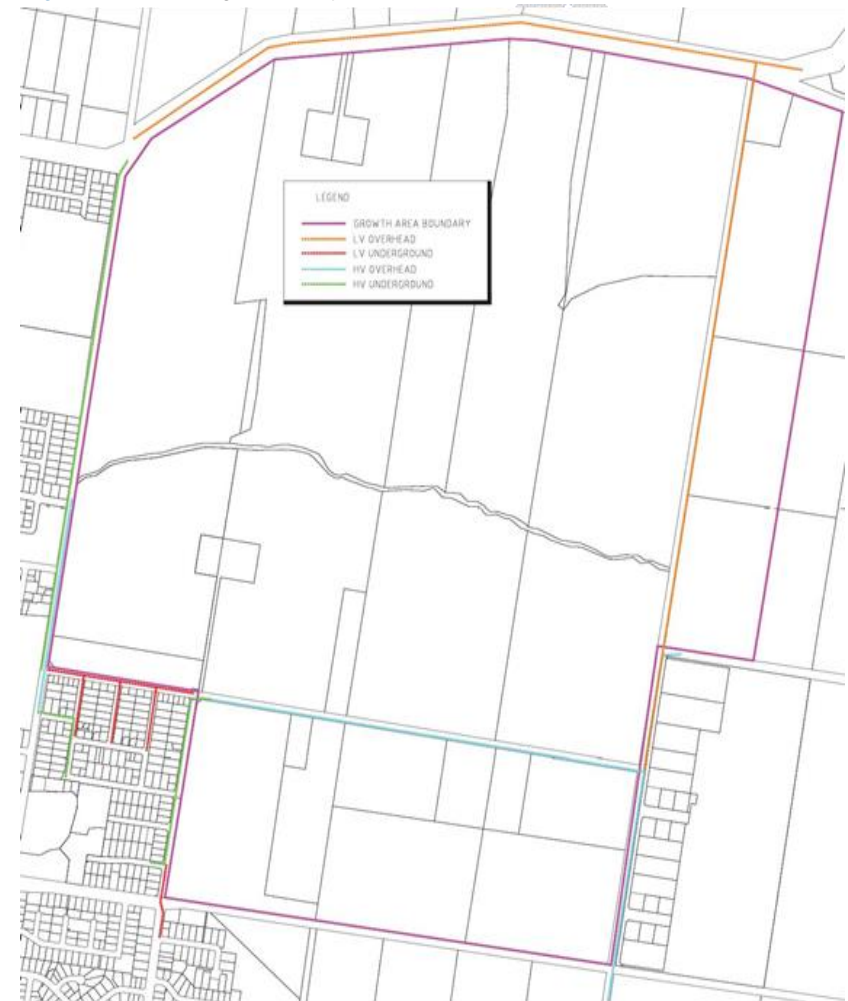 LEGEND
GROWTH AREA BOUNDARY
LV OVERHEAD
LV UNDERGROUND
HV OVERHEAD
HV UNDERGROUND